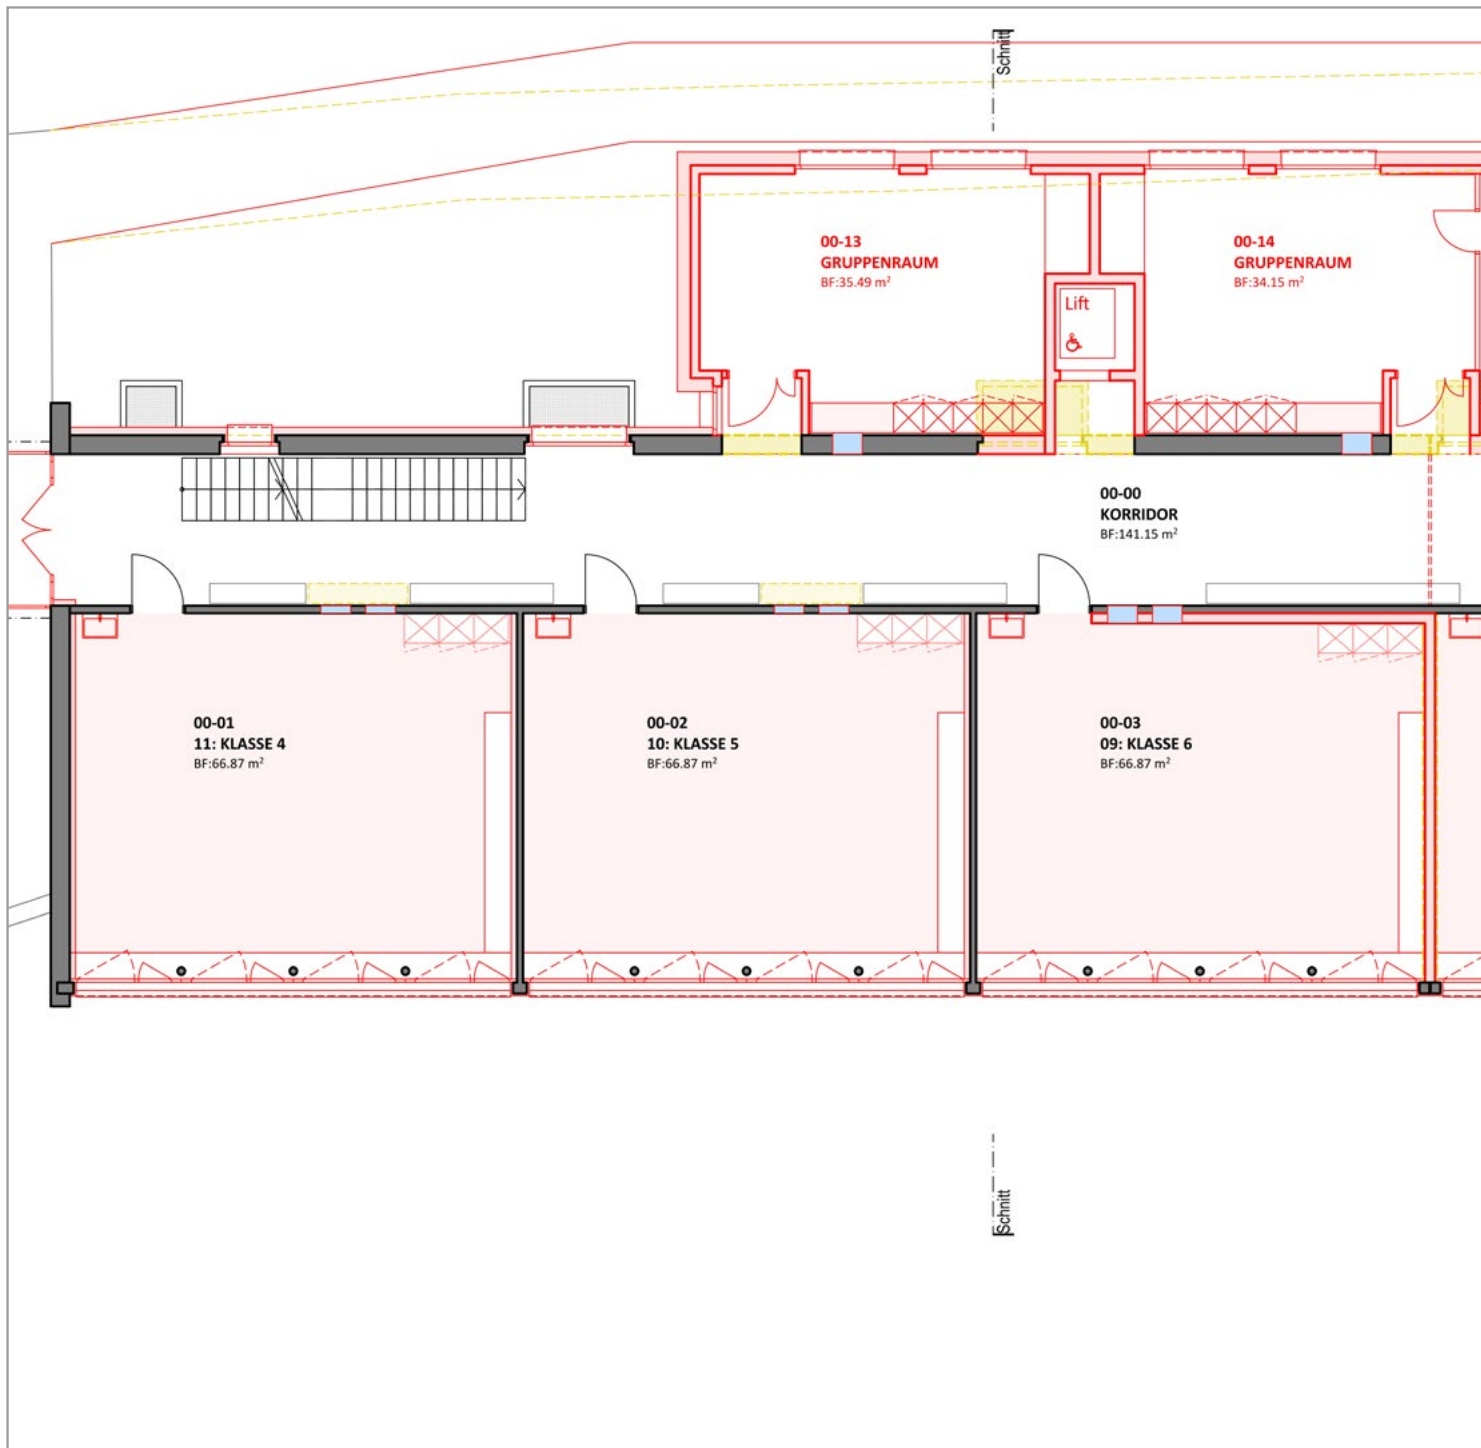 Schnitt
00-13
GRUPPENRAUM
BF:35.49 m²
00-14
GRUPPENRAUM
BF:34.15 m²
Lift
00-00
KORRIDOR
BF:141.15 m²
00-01
11: KLASSE 4
BF:66.87 m²
00-02
10: KLASSE 5
BF:66.87 m²
00-03
09: KLASSE 6
BF:66.87 m²
Schnitt